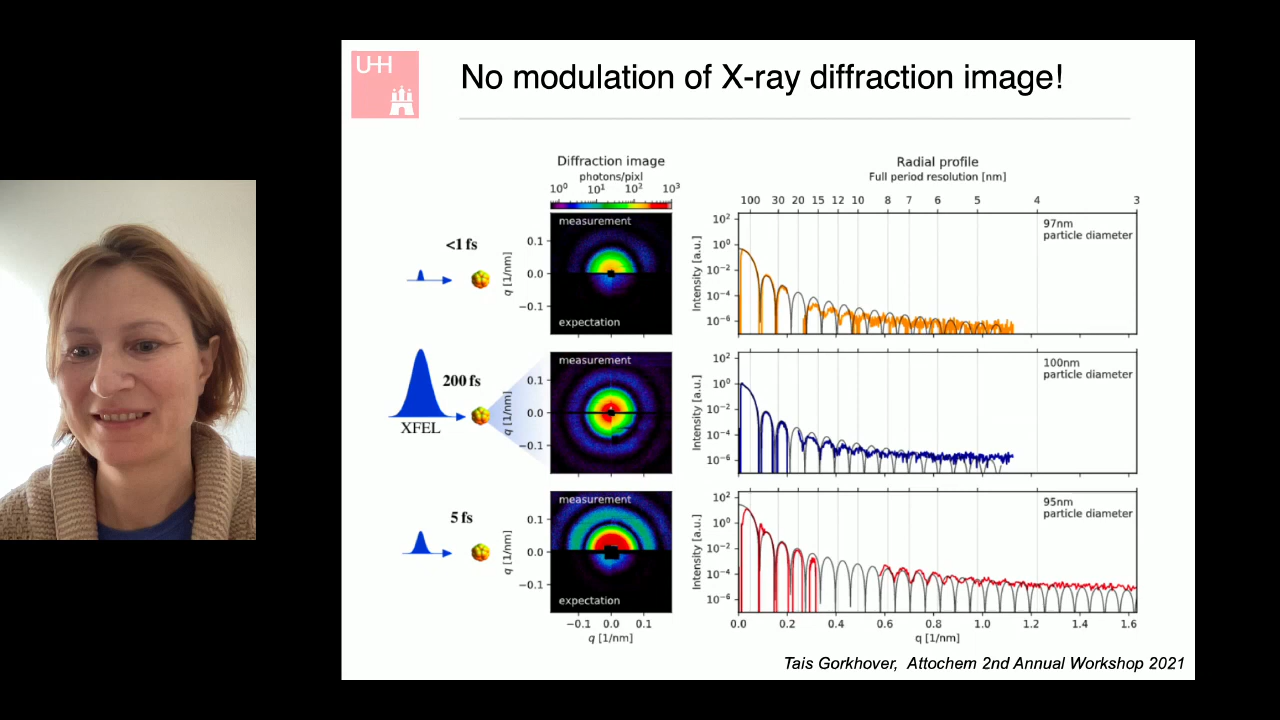 UHH
No modulation of X-ray diffraction image!
Diffraction image
photons/pixl
10⁰ 10¹ 10² 10³
Radial profile
Full period resolution [nm]
100 30 20 15 12 10 8 7 6 5 4 3
<1 fs
q [1/nm]
0.1
0.0
−0.1
measurement
expectation
Intensity [a.u.]
10²
10⁰
10⁻²
10⁻⁴
10⁻⁶
97nm
particle diameter
200 fs
XFEL
q [1/nm]
0.1
0.0
−0.1
measurement
Intensity [a.u.]
10²
10⁰
10⁻²
10⁻⁴
10⁻⁶
100nm
particle diameter
5 fs
q [1/nm]
0.1
0.0
−0.1
measurement
expectation
−0.1 0.0 0.1
q [1/nm]
Intensity [a.u.]
10²
10⁰
10⁻²
10⁻⁴
10⁻⁶
95nm
particle diameter
0.0 0.2 0.4 0.6 0.8 1.0 1.2 1.4 1.6
q [1/nm]
Tais Gorkhover, Attochem 2nd Annual Workshop 2021